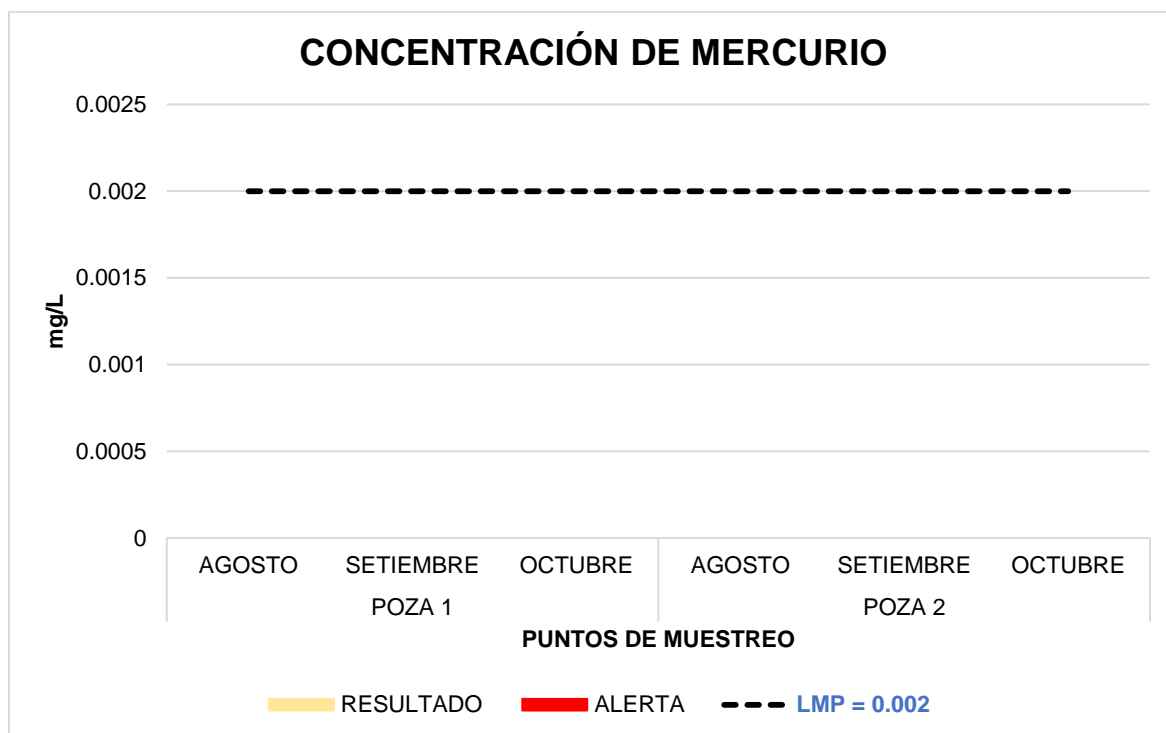 CONCENTRACIÓN DE MERCURIO
0.0025
0.002
0.0015
0.001
0.0005
0
mg/L
AGOSTO SETIEMBRE OCTUBRE AGOSTO SETIEMBRE OCTUBRE
POZA 1 POZA 2
PUNTOS DE MUESTREO
RESULTADO ALERTA LMP = 0.002